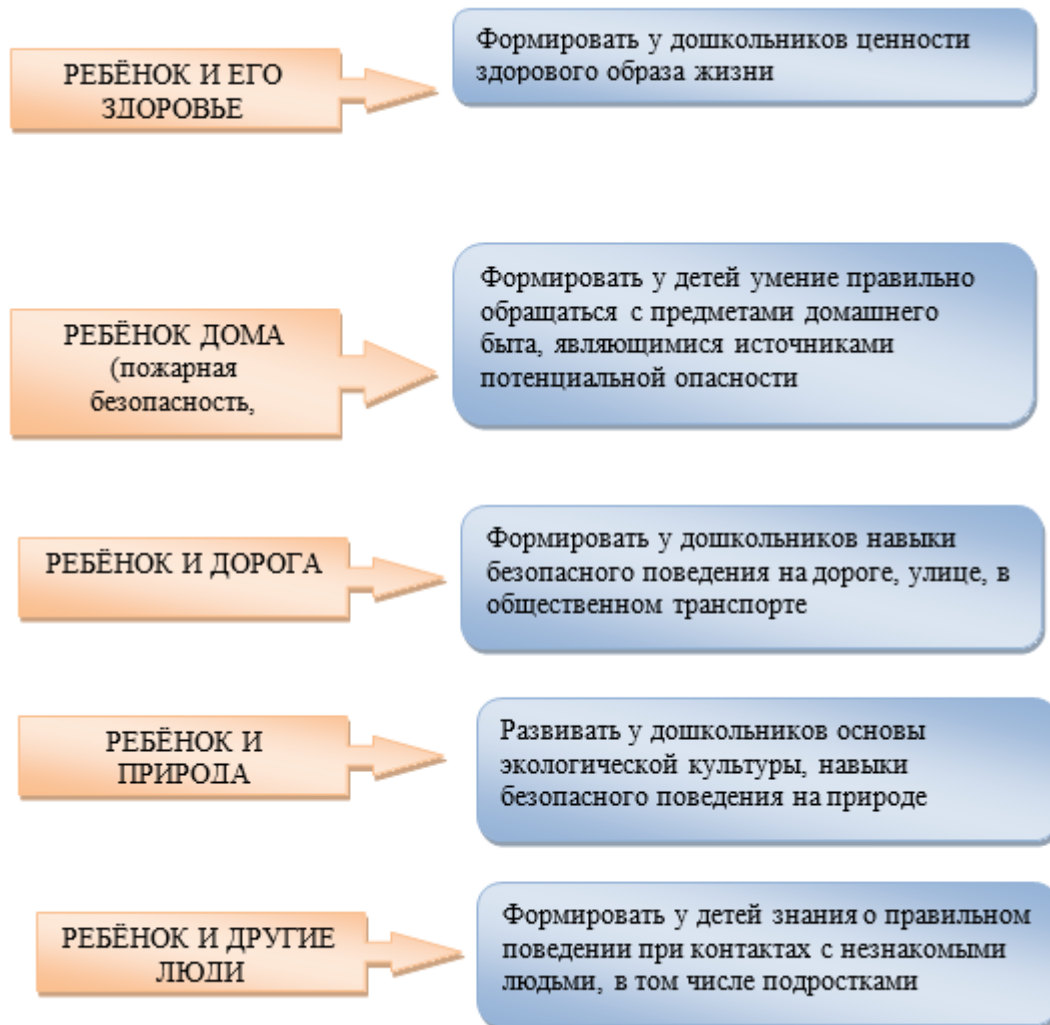 РЕБЁНОК И ЕГО
ЗДОРОВЬЕ
Формировать у дошкольников ценности
здорового образа жизни
РЕБЁНОК ДОМА
(пожарная
безопасность,
Формировать у детей умение правильно
обращаться с предметами домашнего
быта, являющимися источниками
потенциальной опасности
РЕБЁНОК И ДОРОГА
Формировать у дошкольников навыки
безопасного поведения на дороге, улице, в
общественном транспорте
РЕБЁНОК И
ПРИРОДА
Развивать у дошкольников основы
экологической культуры, навыки
безопасного поведения на природе
РЕБЁНОК И ДРУГИЕ
ЛЮДИ
Формировать у детей знания о правильном
поведении при контактах с незнакомыми
людьми, в том числе подростками